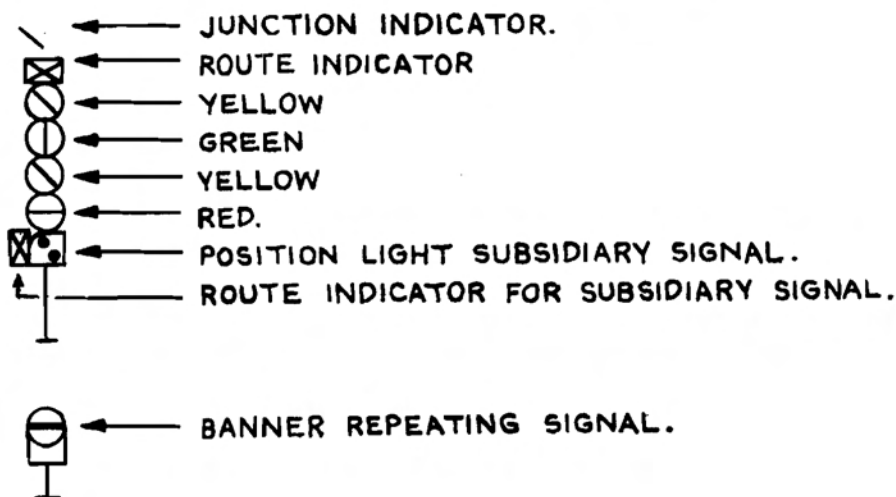 JUNCTION INDICATOR.
ROUTE INDICATOR
YELLOW
GREEN
YELLOW
RED.
POSITION LIGHT SUBSIDIARY SIGNAL.
ROUTE INDICATOR FOR SUBSIDIARY SIGNAL.
BANNER REPEATING SIGNAL.